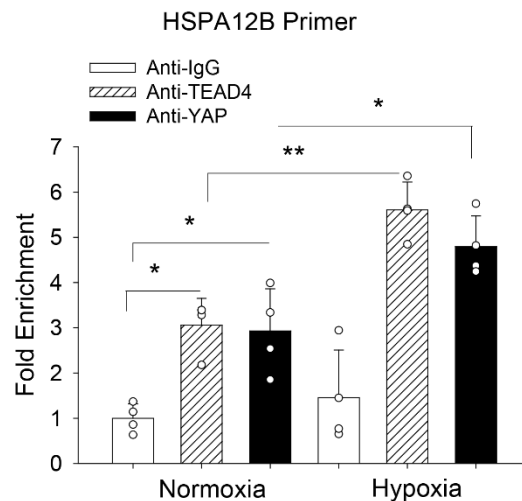 HSPA12B Primer
Anti-IgG
Anti-TEAD4
Anti-YAP
*
**
*
*
7
6
5
4
3
2
1
0
Fold Enrichment
Normoxia Hypoxia